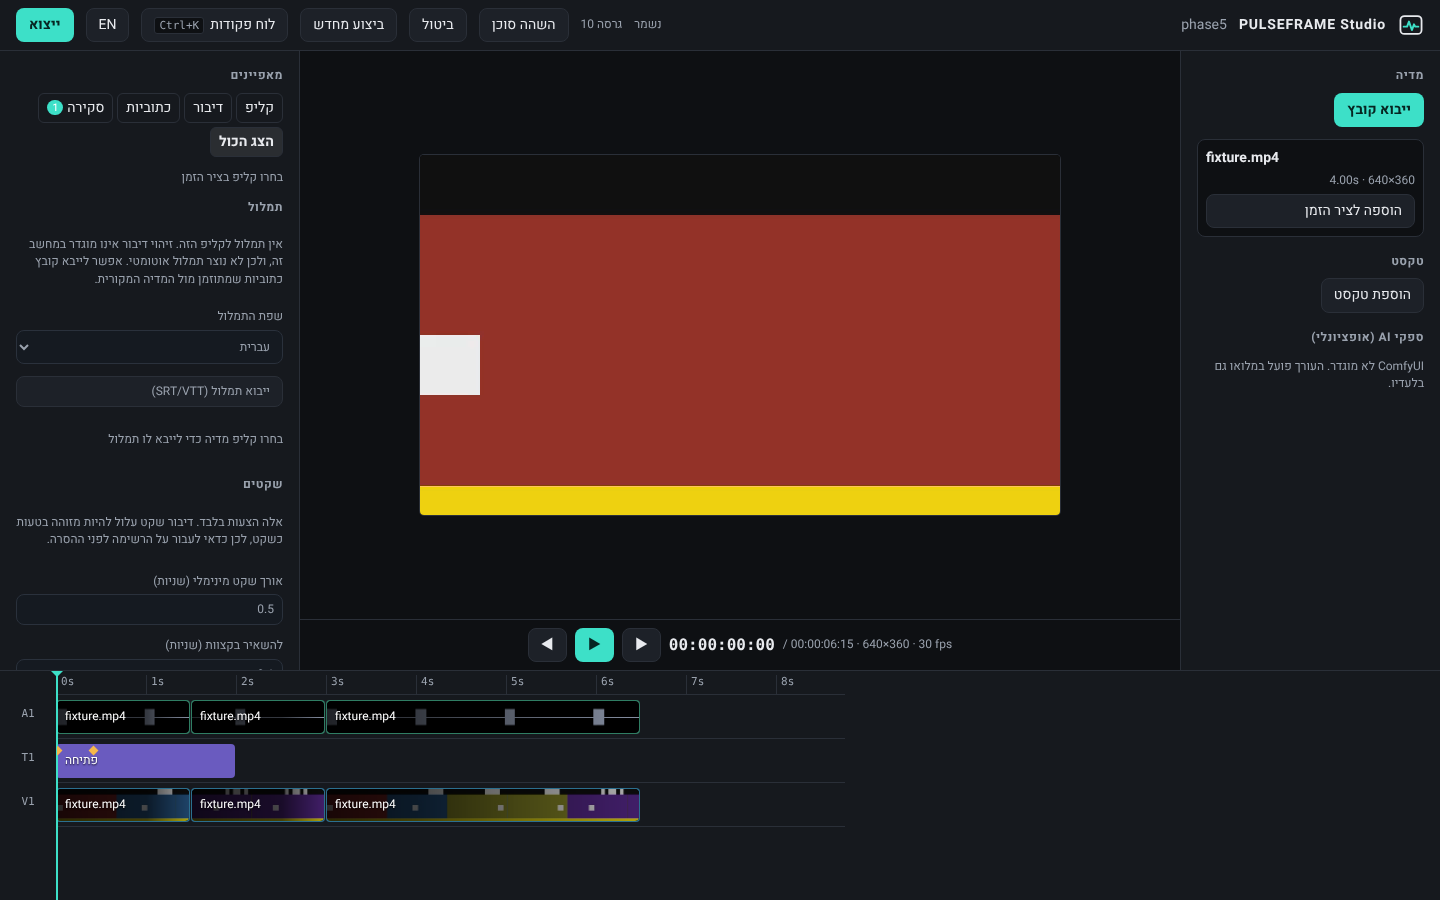 PULSEFRAME Studio phase5
נשמר גרסה 10 השהה סוכן ביטול ביצוע מחדש לוח פקודות Ctrl+K EN ייצוא
מדיה
ייבוא קובץ
fixture.mp4
4.00s · 640×360
הוספה לציר הזמן
טקסט
הוספת טקסט
ספקי AI (אופציונלי)
ComfyUI לא מוגדר. העורך פועל במלואו גם
בלעדיו.
00:00:00:00 / 00:00:06:15 · 640×360 · 30 fps
מאפיינים
קליפ דיבור כתוביות סקירה 1
הצג הכול
בחרו קליפ בציר הזמן
תמלול
אין תמלול לקליפ הזה. זיהוי דיבור אינו מוגדר במחשב
זה, ולכן לא נוצר תמלול אוטומטי. אפשר לייבא קובץ
כתוביות שמתוזמן מול המדיה המקורית.
שפת התמלול
עברית
ייבוא תמלול (SRT/VTT)
בחרו קליפ מדיה כדי לייבא לו תמלול
שקטים
אלה הצעות בלבד. דיבור שקט עלול להיות מזוהה בטעות
כשקט, לכן כדאי לעבור על הרשימה לפני ההסרה.
אורך שקט מינימלי (שניות)
0.5
להשאיר בקצוות (שניות)
0s 1s 2s 3s 4s 5s 6s 7s 8s
A1 fixture.mp4 fixture.mp4 fixture.mp4
T1 פתיחה
V1 fixture.mp4 fixture.mp4 fixture.mp4